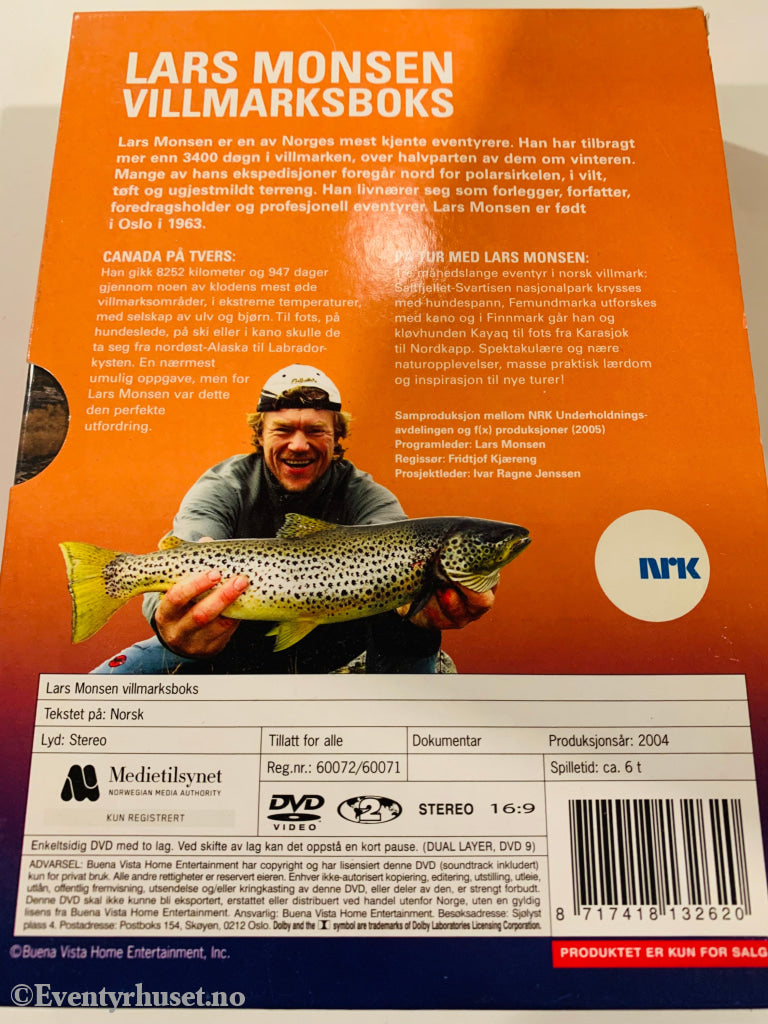 LARS MONSEN
VILLMARKSBOKS
Lars Monsen er en av Norges mest kjente eventyrere. Han har tilbragt
mer enn 3400 døgn i villmarken, over halvparten av dem om vinteren.
Mange av hans ekspedisjoner foregår nord for polarsirkelen, i vilt,
tøft og ugjestmildt terreng. Han livnærer seg som forlegger, forfatter,
foredragsholder og profesjonell eventyrer. Lars Monsen er født
i Oslo i 1963.
CANADA PÅ TVERS:
Han gikk 8252 kilometer og 947 dager
gjennom noen av klodens mest øde
villmarksområder, i ekstreme temperaturer,
med selskap av ulv og bjørn. Til fots, på
hundeslede, på ski eller i kano skulle de
ta seg fra nordøst-Alaska til Labrador-
kysten. En nærmest
umulig oppgave, men for
Lars Monsen var dette
den perfekte
utfordring.
PÅ TUR MED LARS MONSEN:
Tre månedslange eventyr i norsk villmark;
Saltfjellet-Svartisen nasjonalpark krysses
med hundespann, Femundmarka utforskes
med kano og i Finnmark går han og
kløvhunden Kayaq til fots fra Karasjok
til Nordkapp. Spektakulære og nære
naturopplevelser, masse praktisk lærdom
og inspirasjon til nye turer!
Samproduksjon mellom NRK Underholdnings-
avdelingen og f(x) produksjoner (2005)
Programleder: Lars Monsen
Regissør: Fridtjof Kjæreng
Prosjektleder: Ivar Ragne Jenssen
NRK
Lars Monsen villmarksboks
Tekstet på: Norsk
Lyd: Stereo
Tillatt for alle
Dokumentar
Produksjonsår: 2004
Reg.nr.: 60072/60071
Spilletid: ca. 6 t
Medietilsynet
NORWEGIAN MEDIA AUTHORITY
KUN REGISTRERT
DVD
VIDEO
2
STEREO
16:9
Enkeltsidig DVD med to lag. Ved skifte av lag kan det oppstå en kort pause. (DUAL LAYER, DVD 9)
ADVARSEL: Buena Vista Home Entertainment har copyright og har lisensiert denne DVD (soundtrack inkludert)
kun for privat bruk. Alle andre rettigheter er reservert eieren. Enhver ikke-autorisert kopiering, editering, utstilling, utleie,
utlån, offentlig fremvisning, utsendelse og/eller kringkasting av denne DVD, eller deler av den, er strengt forbudt.
Denne DVD skal ikke kunne bli eksportert, erstattet eller distribuert ved handel utenfor Norge, uten en gyldig
lisens fra Buena Vista Home Entertainment. Ansvarlig: Buena Vista Home Entertainment. Besøksadresse: Sjølyst
plass 4. Postadresse: Postboks 154, Skøyen, 0212 Oslo. Dolby and the symbol are trademarks of Dolby Laboratories Licensing Corporation.
8 717418 132620
©Buena Vista Home Entertainment, Inc.
PRODUKTET ER KUN FOR SALG
©Eventyrhuset.no